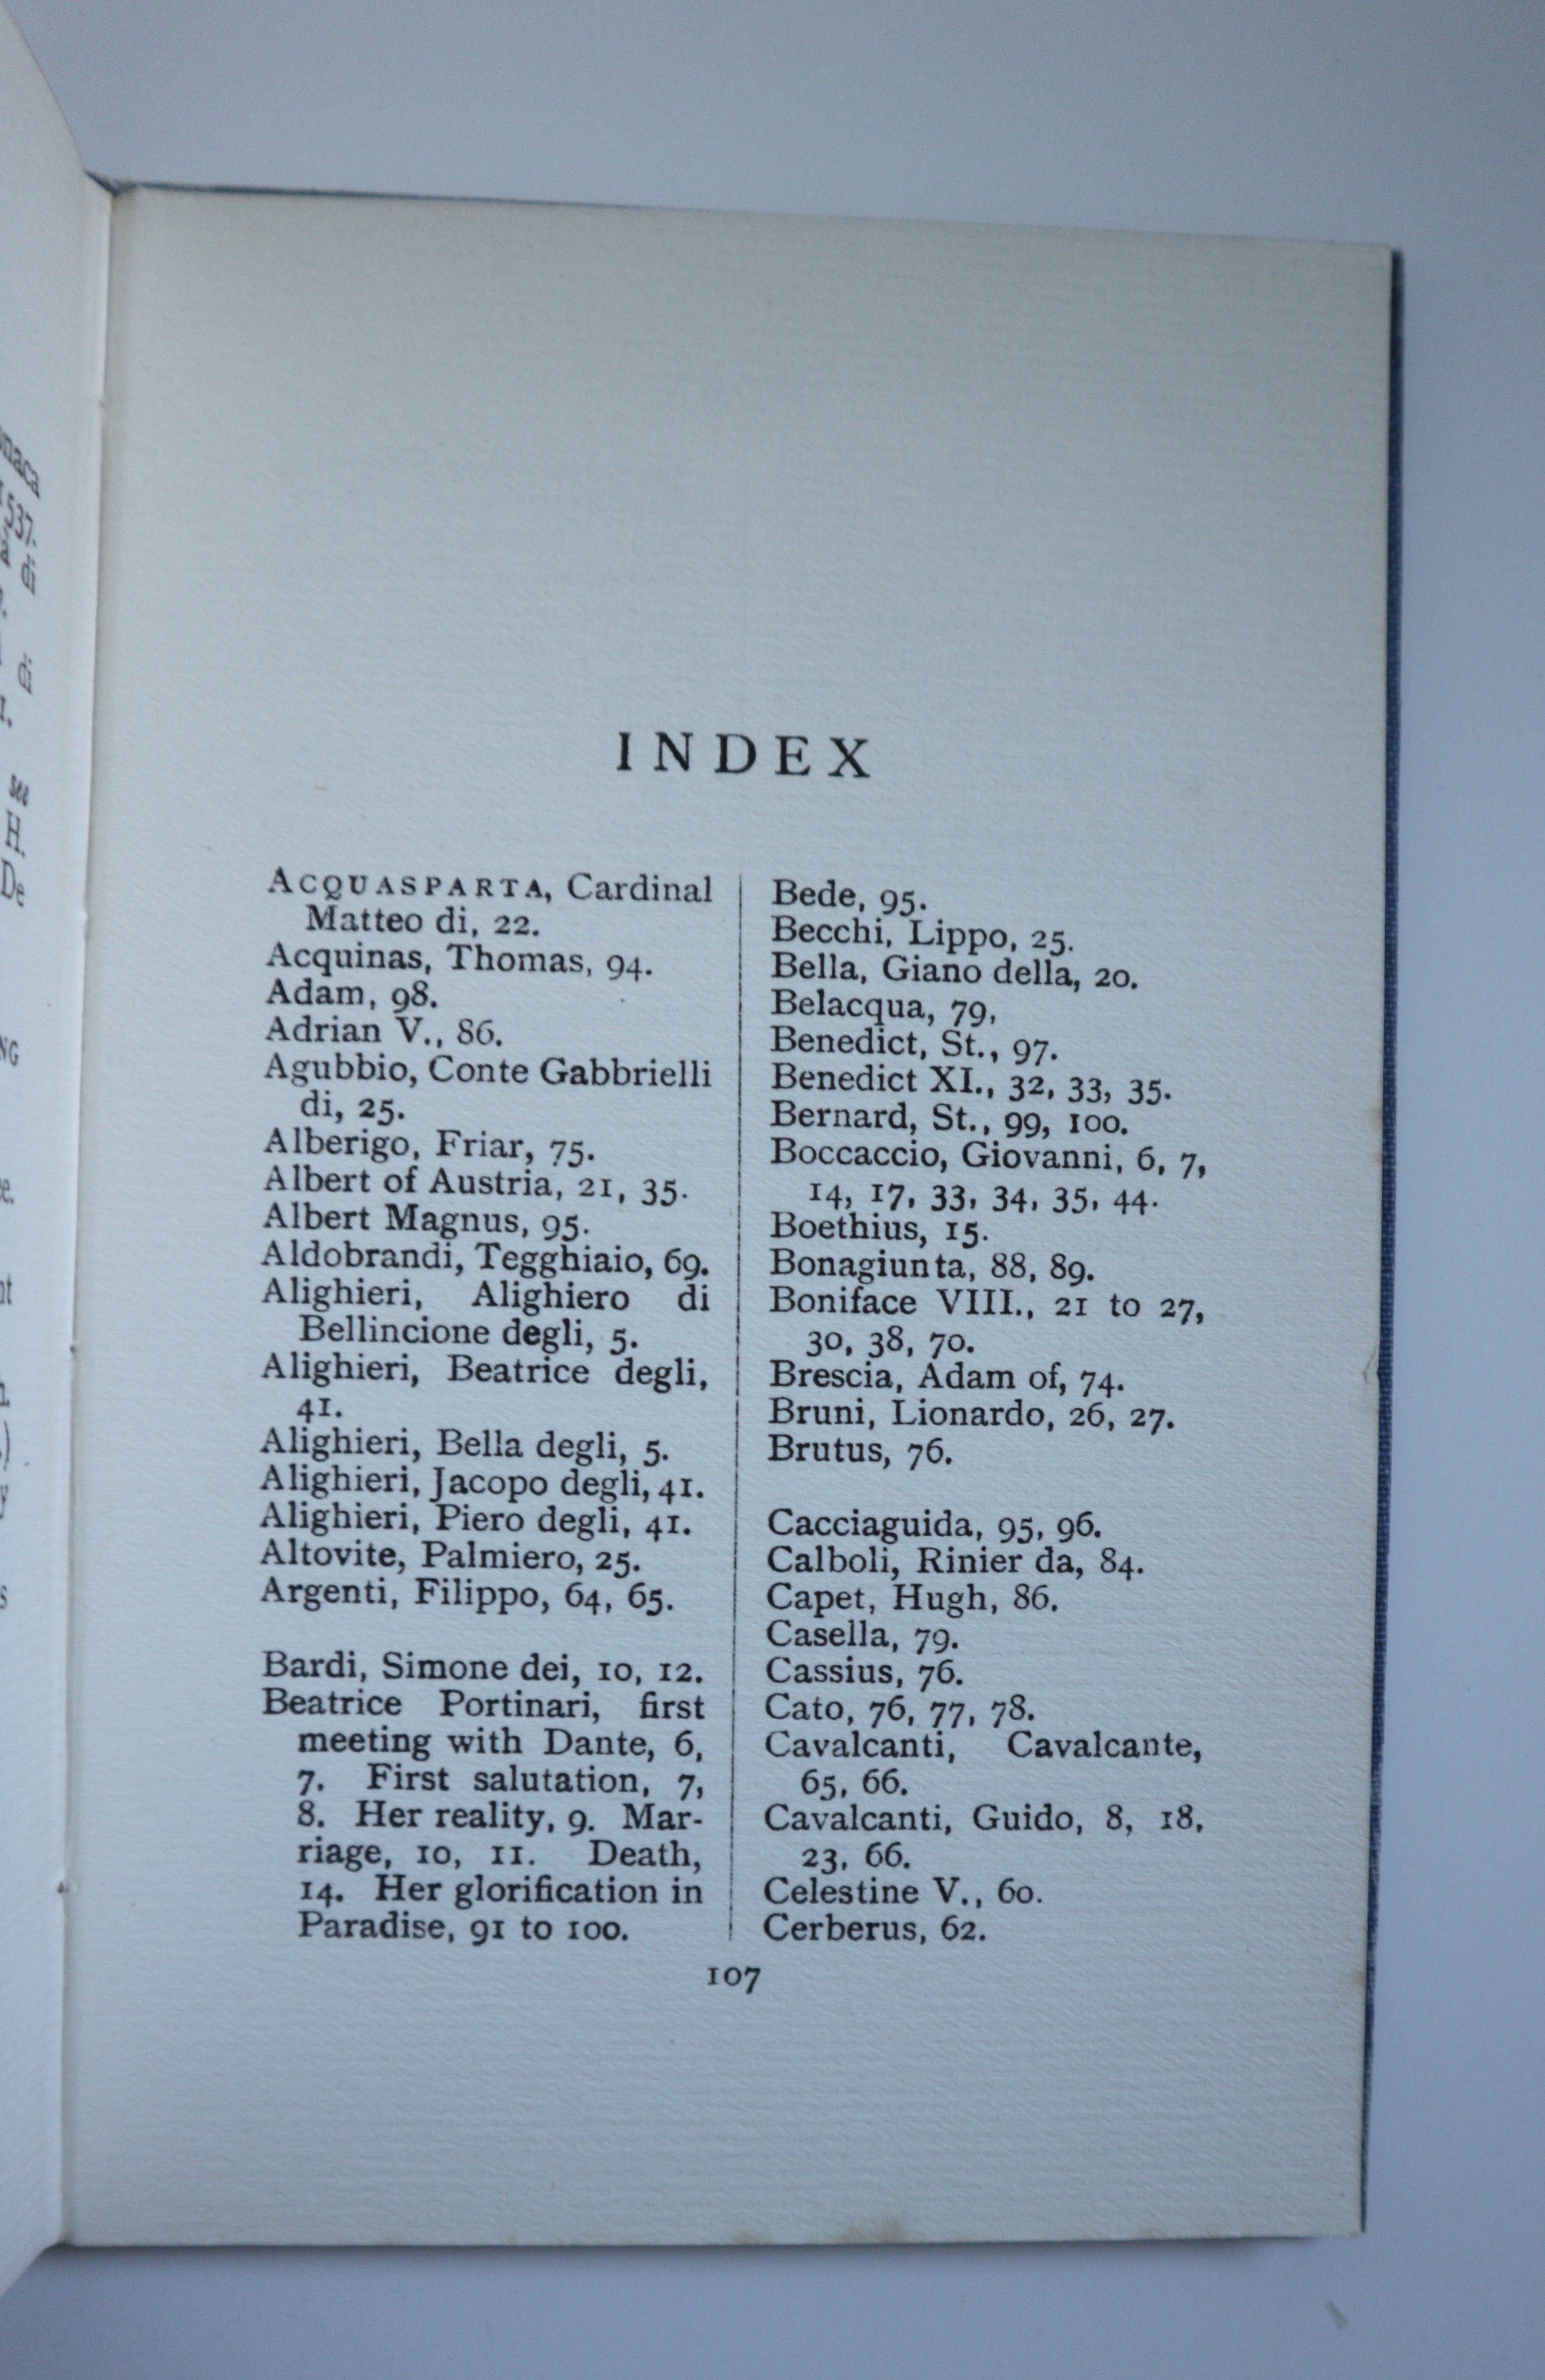 onaca
1537.
di
di
see
H.
De
NG
INDEX
ACQUASPARTA, Cardinal
Matteo di, 22.
Acquinas, Thomas, 94.
Adam, 98.
Adrian V., 86.
Agubbio, Conte Gabbrielli
di, 25.
Alberigo, Friar, 75.
Albert of Austria, 21, 35.
Albert Magnus, 95.
Aldobrandi, Tegghiaio, 69.
Alighieri, Alighiero di
Bellincione degli, 5.
Alighieri, Beatrice degli,
41.
Alighieri, Bella degli, 5.
Alighieri, Jacopo degli, 41.
Alighieri, Piero degli, 41.
Altovite, Palmiero, 25.
Argenti, Filippo, 64, 65.
Bardi, Simone dei, 10, 12.
Beatrice Portinari, first
meeting with Dante, 6,
7. First salutation, 7,
8. Her reality, 9. Mar-
riage, 10, 11. Death,
14. Her glorification in
Paradise, 91 to 100.
Bede, 95.
Becchi, Lippo, 25.
Bella, Giano della, 20.
Belacqua, 79,
Benedict, St., 97.
Benedict XI., 32, 33, 35.
Bernard, St., 99, 100.
Boccaccio, Giovanni, 6, 7,
14, 17, 33, 34, 35, 44.
Boethius, 15.
Bonagiunta, 88, 89.
Boniface VIII., 21 to 27,
30, 38, 70.
Brescia, Adam of, 74.
Bruni, Lionardo, 26, 27.
Brutus, 76.
Cacciaguida, 95, 96.
Calboli, Rinier da, 84.
Capet, Hugh, 86.
Casella, 79.
Cassius, 76.
Cato, 76, 77, 78.
Cavalcanti, Cavalcante,
65, 66.
Cavalcanti, Guido, 8, 18,
23, 66.
Celestine V., 60.
Cerberus, 62.
107